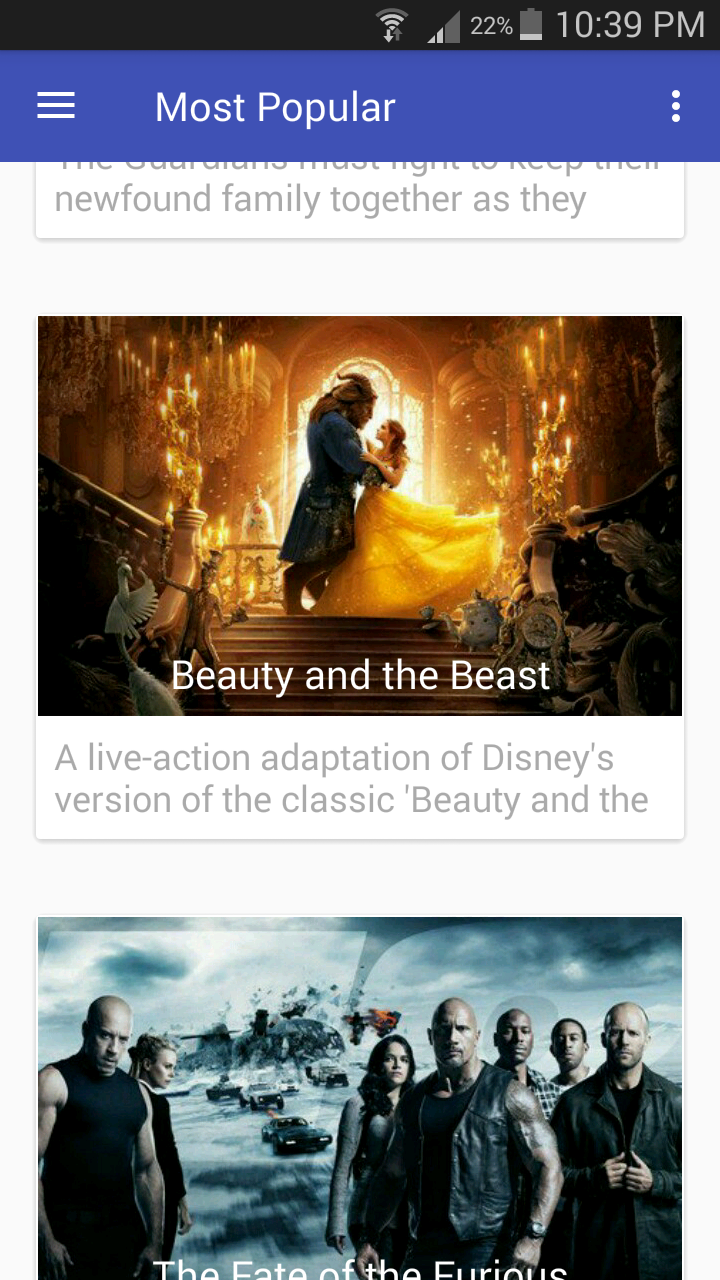 22% 10:39 PM
Most Popular
The Guardians must fight to keep their
newfound family together as they
Beauty and the Beast
A live-action adaptation of Disney's
version of the classic 'Beauty and the
The Fate of the Furious